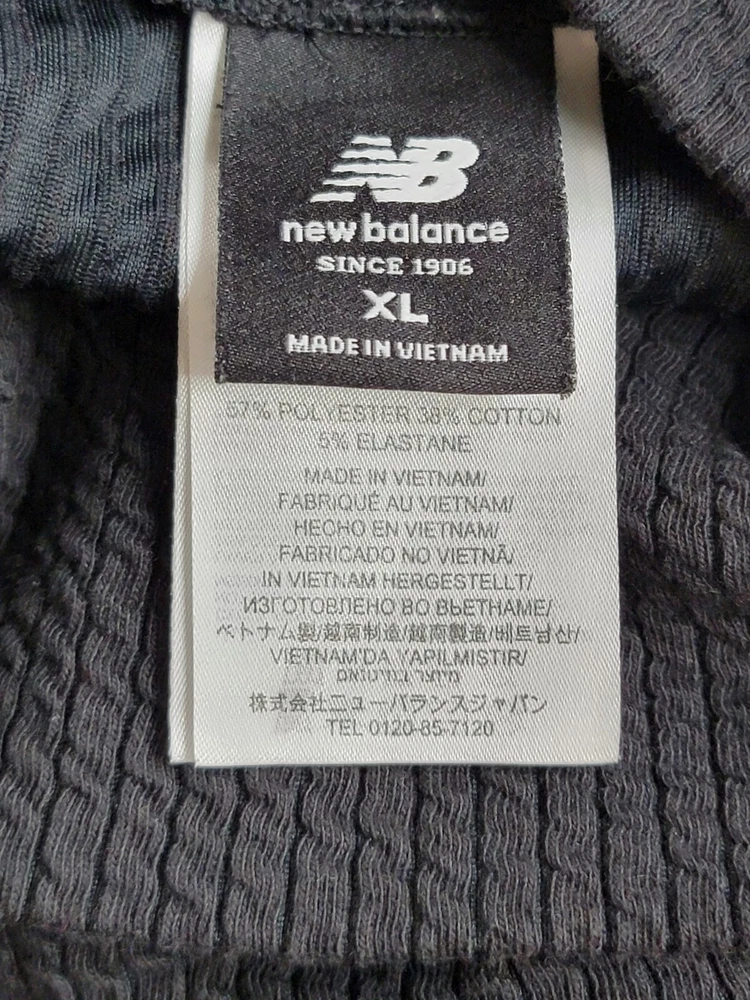 NB
new balance
SINCE 1906
XL
MADE IN VIETNAM
57% POLYESTER 38% COTTON
5% ELASTANE
MADE IN VIETNAM/
FABRIQUÉ AU VIETNAM/
HECHO EN VIETNAM/
FABRICADO NO VIETNÃ/
IN VIETNAM HERGESTELLT/
ИЗГОТОВЛЕНО ВО ВЬЕТНАМЕ/
ベトナム製/越南制造/越南製造/베트남산/
VIETNAM'DA YAPILMISTIR/
מיוצר בווייטנאם
株式会社ニューバランスジャパン
TEL 0120-85-7120